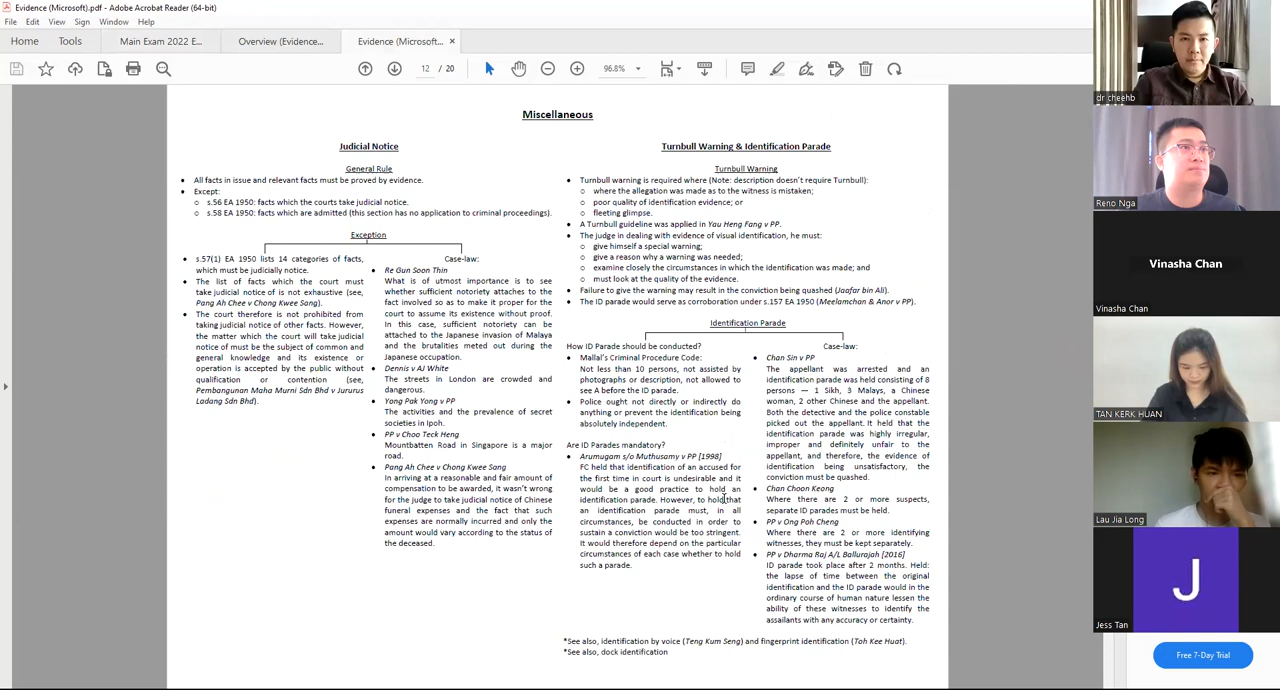 Evidence (Microsoft).pdf - Adobe Acrobat Reader (64-bit)
File Edit View Sign Window Help
Home Tools Main Exam 2022 E... Overview (Evidence... Evidence (Microsoft... ×
12 / 20 96.8%
Miscellaneous
Judicial Notice
General Rule
• All facts in issue and relevant facts must be proved by evidence.
• Except:
o s.56 EA 1950: facts which the courts take judicial notice.
o s.58 EA 1950: facts which are admitted (this section has no application to criminal proceedings).
Exception
• s.57(1) EA 1950 lists 14 categories of facts,
which must be judicially notice.
• The list of facts which the court must
take judicial notice of is not exhaustive (see,
Pang Ah Chee v Chong Kwee Sang).
• The court therefore is not prohibited from
taking judicial notice of other facts. However,
the matter which the court will take judicial
notice of must be the subject of common and
general knowledge and its existence or
operation is accepted by the public without
qualification or contention (see,
Pembangunan Maha Murni Sdn Bhd v Jururus
Ladang Sdn Bhd).
Case-law:
• Re Gun Soon Thin
What is of utmost importance is to see
whether sufficient notoriety attaches to the
fact involved so as to make it proper for the
court to assume its existence without proof.
In this case, sufficient notoriety can be
attached to the Japanese invasion of Malaya
and the brutalities meted out during the
Japanese occupation.
• Dennis v AJ White
The streets in London are crowded and
dangerous.
• Yong Pak Yong v PP
The activities and the prevalence of secret
societies in Ipoh.
• PP v Choo Teck Heng
Mountbatten Road in Singapore is a major
road.
• Pang Ah Chee v Chong Kwee Sang
In arriving at a reasonable and fair amount of
compensation to be awarded, it wasn't wrong
for the judge to take judicial notice of Chinese
funeral expenses and the fact that such
expenses are normally incurred and only the
amount would vary according to the status of
the deceased.
Turnbull Warning & Identification Parade
Turnbull Warning
• Turnbull warning is required where (Note: description doesn't require Turnbull):
o where the allegation was made as to the witness is mistaken;
o poor quality of identification evidence; or
o fleeting glimpse.
• A Turnbull guideline was applied in Yau Heng Fang v PP.
• The judge in dealing with evidence of visual identification, he must:
o give himself a special warning;
o give a reason why a warning was needed;
o examine closely the circumstances in which the identification was made; and
o must look at the quality of the evidence.
• Failure to give the warning may result in the conviction being quashed (Jaafar bin Ali).
• The ID parade would serve as corroboration under s.157 EA 1950 (Meelamchan & Anor v PP).
Identification Parade
How ID Parade should be conducted?
• Mallal's Criminal Procedure Code:
Not less than 10 persons, not assisted by
photographs or description, not allowed to
see A before the ID parade.
• Police ought not directly or indirectly do
anything or prevent the identification being
absolutely independent.
Are ID Parades mandatory?
• Arumugam s/o Muthusamy v PP [1998]
FC held that identification of an accused for
the first time in court is undesirable and it
would be a good practice to hold an
identification parade. However, to hold that
an identification parade must, in all
circumstances, be conducted in order to
sustain a conviction would be too stringent.
It would therefore depend on the particular
circumstances of each case whether to hold
such a parade.
Case-law:
• Chan Sin v PP
The appellant was arrested and an
identification parade was held consisting of 8
persons — 1 Sikh, 3 Malays, a Chinese
woman, 2 other Chinese and the appellant.
Both the detective and the police constable
picked out the appellant. It held that the
identification parade was highly irregular,
improper and definitely unfair to the
appellant, and therefore, the evidence of
identification being unsatisfactory, the
conviction must be quashed.
• Chan Choon Keong
Where there are 2 or more suspects,
separate ID parades must be held.
• PP v Ong Poh Cheng
Where there are 2 or more identifying
witnesses, they must be kept separately.
• PP v Dharma Raj A/L Ballurajah [2016]
ID parade took place after 2 months. Held:
the lapse of time between the original
identification and the ID parade would in the
ordinary course of human nature lessen the
ability of these witnesses to identify the
assailants with any accuracy or certainty.
*See also, identification by voice (Teng Kum Seng) and fingerprint identification (Toh Kee Huat).
*See also, dock identification
dr cheehb
Reno Nga
Vinasha Chan
Vinasha Chan
TAN KERK HUAN
Lau Jia Long
J
Jess Tan
Free 7-Day Trial